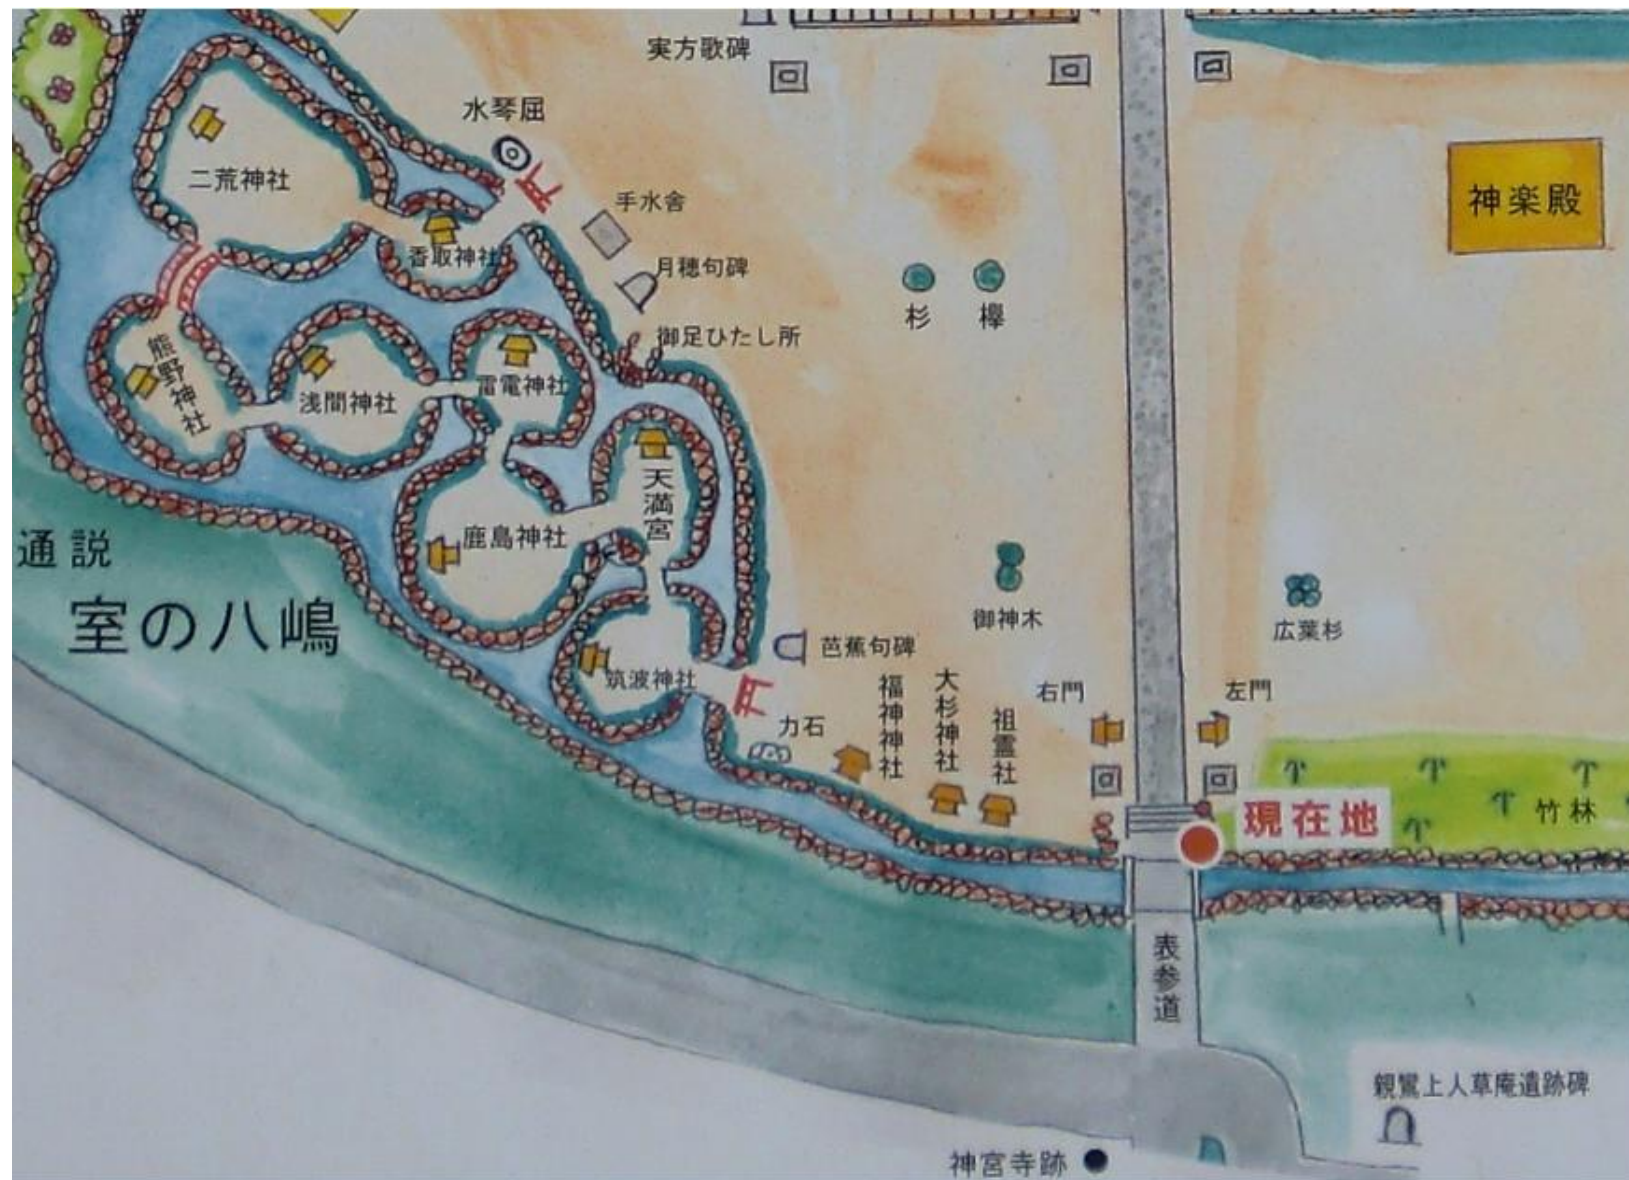 実方歌碑
水琴屈
二荒神社
手水舎
神楽殿
香取神社
月穂句碑
杉
欅
御足ひたし所
熊野神社
浅間神社
雷電神社
天満宮
鹿島神社
通説
室の八嶋
御神木
広葉杉
芭蕉句碑
筑波神社
福神神社
大杉神社
祖霊社
右門
左門
力石
現在地
竹林
表参道
親鸞上人草庵遺跡碑
神宮寺跡